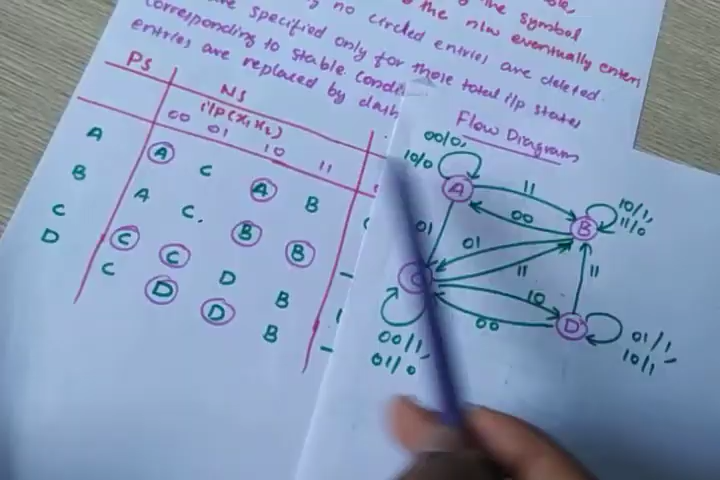 the symbol
no circled entries the row eventually enters
are specified only for those total i/p states are deleted.
corresponding to stable. Condi
entries are replaced by dash
PS NS
i/p(x1x2)
00 01 10 11
A (A) C (A) B
B A C. (B) (B)
C (C) (C) D B
D C (D) (D) B
Flow Diagram
00/0,
10/0
A
11
00
B
10/1,
11/0
01
01
11
C
10
00
D
11
00/1,
01/0
01/1,
10/1